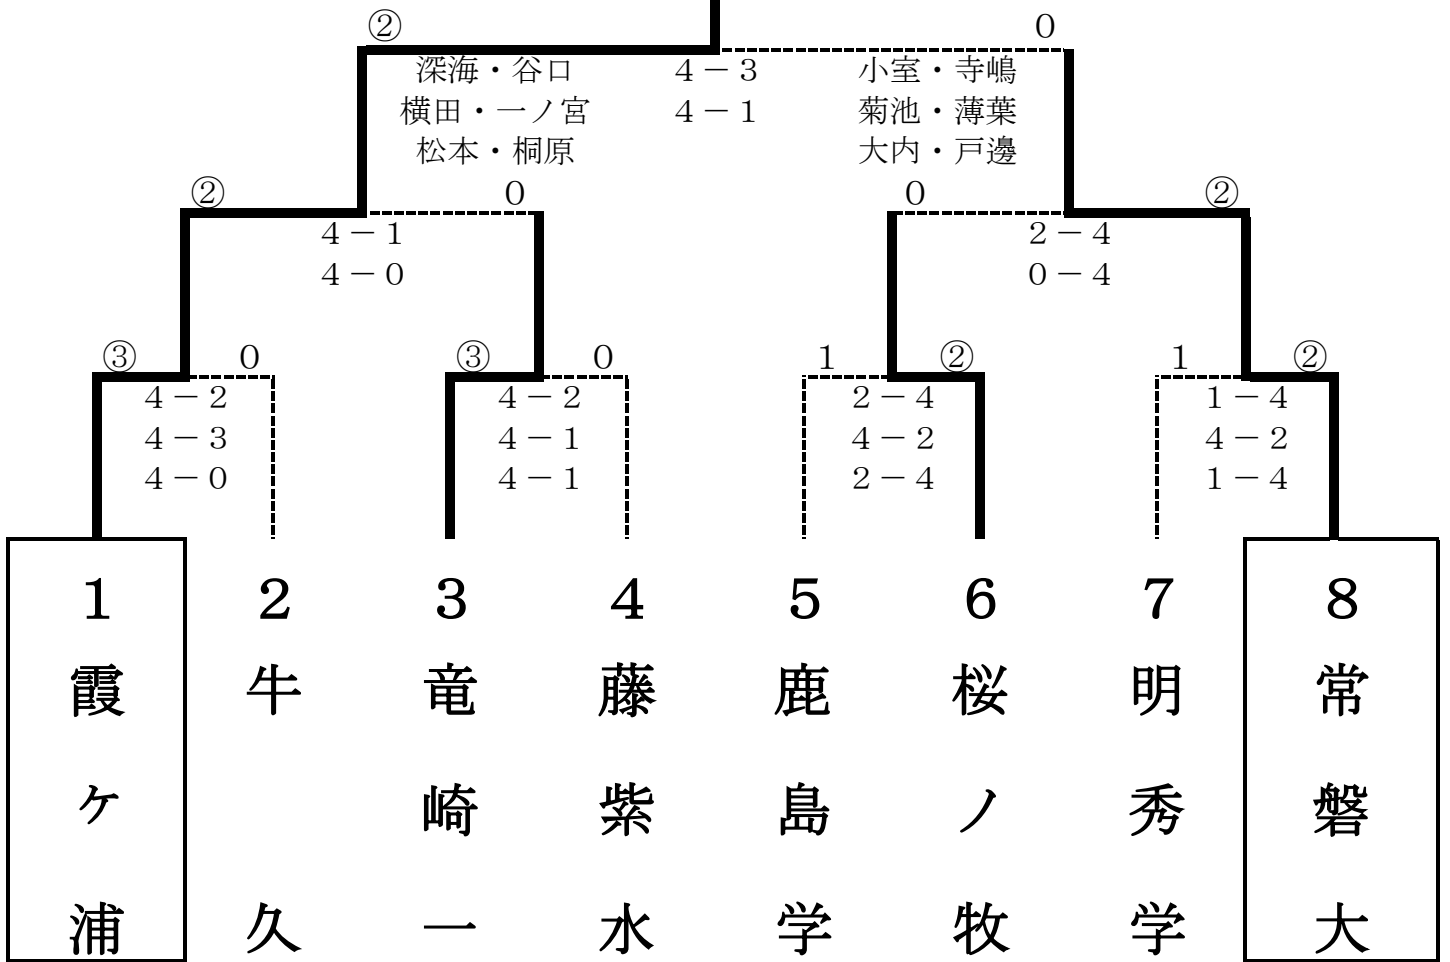 ② 0
深海・谷口 4－3 小室・寺嶋
横田・一ノ宮 4－1 菊池・薄葉
松本・桐原 大内・戸邊
② 0 0 ②
4－1 2－4
4－0 0－4
③ 0 ③ 0 1 ② 1 ②
4－2 4－2 2－4 1－4
4－3 4－1 4－2 4－2
4－0 4－1 2－4 1－4
1 2 3 4 5 6 7 8
霞ケ浦
牛久
竜崎一
藤紫水
鹿島学
桜ノ牧
明秀学
常磐大